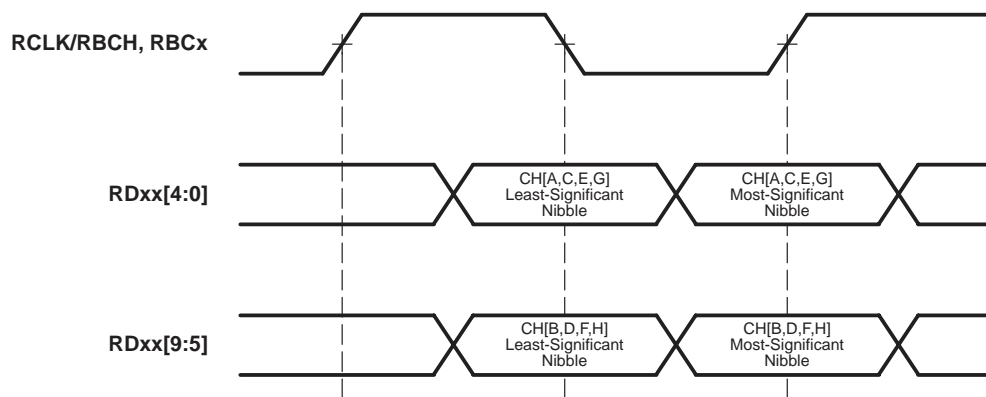 RCLK/RBCH, RBCx
RDxx[4:0]
CH[A,C,E,G]
Least-Significant
Nibble
CH[A,C,E,G]
Most-Significant
Nibble
RDxx[9:5]
CH[B,D,F,H]
Least-Significant
Nibble
CH[B,D,F,H]
Most-Significant
Nibble